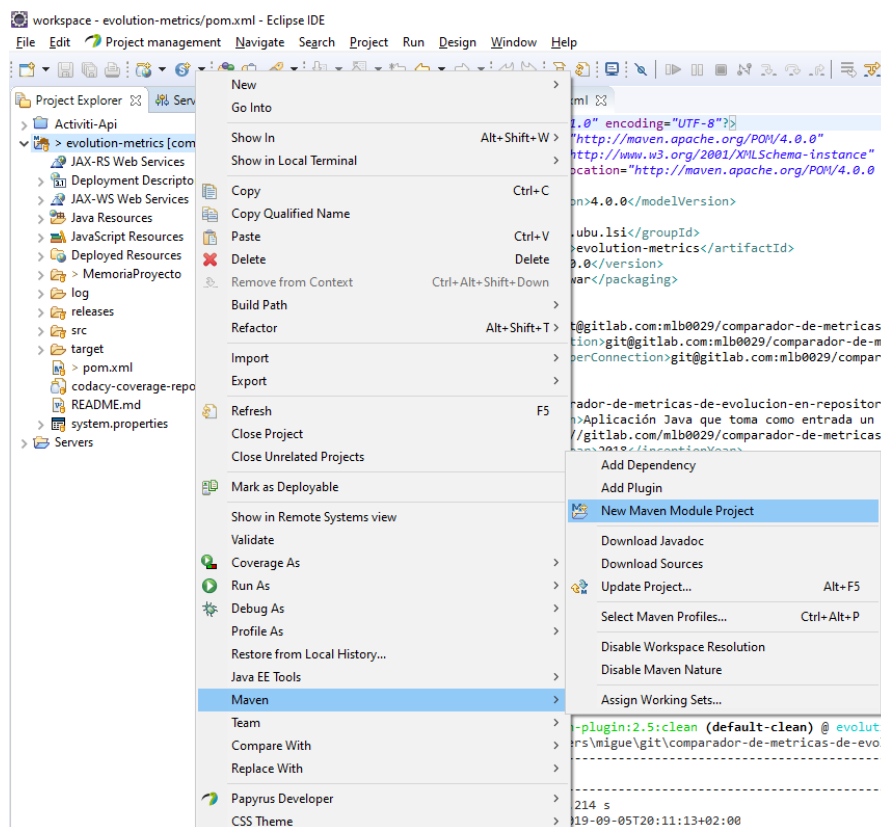 workspace - evolution-metrics/pom.xml - Eclipse IDE
File Edit Project management Navigate Search Project Run Design Window Help
Project Explorer Serv
ml
Activiti-Api
> evolution-metrics [com
JAX-RS Web Services
Deployment Descripto
JAX-WS Web Services
Java Resources
JavaScript Resources
Deployed Resources
> MemoriaProyecto
log
releases
src
target
> pom.xml
codacy-coverage-repo
README.md
system.properties
Servers
New
Go Into
Show In Alt+Shift+W >
Show in Local Terminal
Copy Ctrl+C
Copy Qualified Name
Paste Ctrl+V
Delete Delete
Remove from Context Ctrl+Alt+Shift+Down
Build Path
Refactor Alt+Shift+T >
Import
Export
Refresh F5
Close Project
Close Unrelated Projects
Mark as Deployable
Show in Remote Systems view
Validate
Coverage As
Run As
Debug As
Profile As
Restore from Local History...
Java EE Tools
Maven
Team
Compare With
Replace With
Papyrus Developer
CSS Theme
1.0" encoding="UTF-8"?>
"http://maven.apache.org/POM/4.0.0"
http://www.w3.org/2001/XMLSchema-instance"
ocation="http://maven.apache.org/POM/4.0.0
on>4.0.0</modelVersion>
.ubu.lsi</groupId>
>evolution-metrics</artifactId>
0.0</version>
war</packaging>
t@gitlab.com:mlb0029/comparador-de-metricas
tion>git@gitlab.com:mlb0029/comparador-de-m
perConnection>git@gitlab.com:mlb0029/compar
rador-de-metricas-de-evolucion-en-repositor
n>Aplicación Java que toma como entrada un
//gitlab.com/mlb0029/comparador-de-metricas
ear>2018</inceptionYear>
Add Dependency
Add Plugin
New Maven Module Project
Download Javadoc
Download Sources
Update Project... Alt+F5
Select Maven Profiles... Ctrl+Alt+P
Disable Workspace Resolution
Disable Maven Nature
Assign Working Sets...
n-plugin:2.5:clean (default-clean) @ evolut
ers\migue\git\comparador-de-metricas-de-evo
------------------------------------------
------------------------------------------
.214 s
019-09-05T20:11:13+02:00